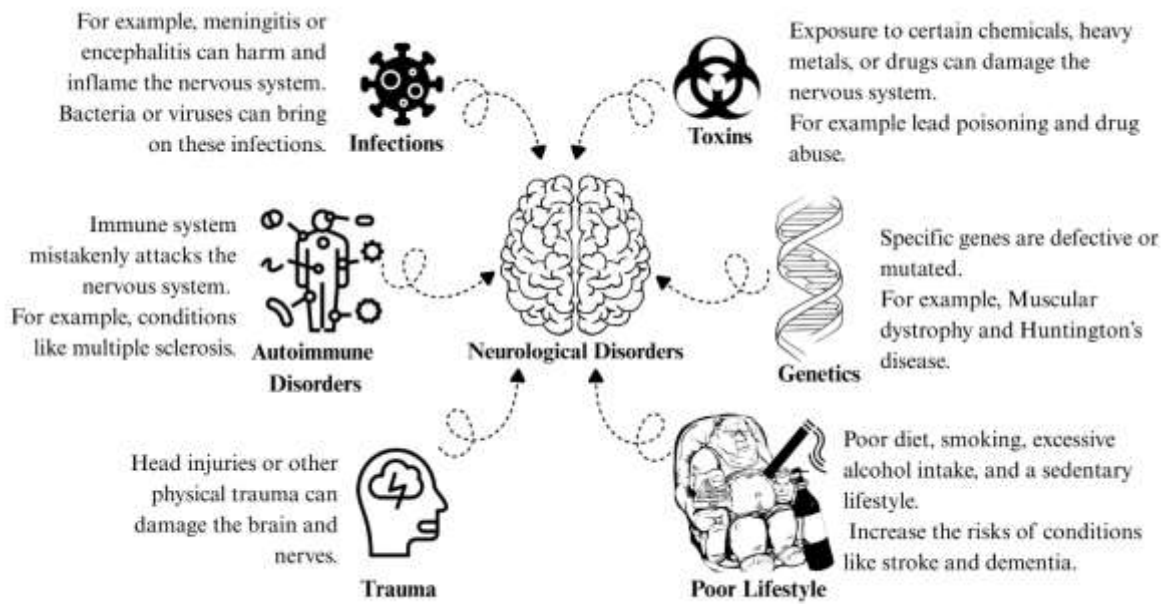 For example, meningitis or
encephalitis can harm and
inflame the nervous system.
Bacteria or viruses can bring
on these infections.
Infections
Exposure to certain chemicals, heavy
metals, or drugs can damage the
nervous system.
For example lead poisoning and drug
abuse.
Toxins
Immune system
mistakenly attacks the
nervous system.
For example, conditions
like multiple sclerosis.
Autoimmune
Disorders
Neurological Disorders
Specific genes are defective or
mutated.
For example, Muscular
dystrophy and Huntington's
disease.
Genetics
Head injuries or other
physical trauma can
damage the brain and
nerves.
Trauma
Poor diet, smoking, excessive
alcohol intake, and a sedentary
lifestyle.
Increase the risks of conditions
like stroke and dementia.
Poor Lifestyle